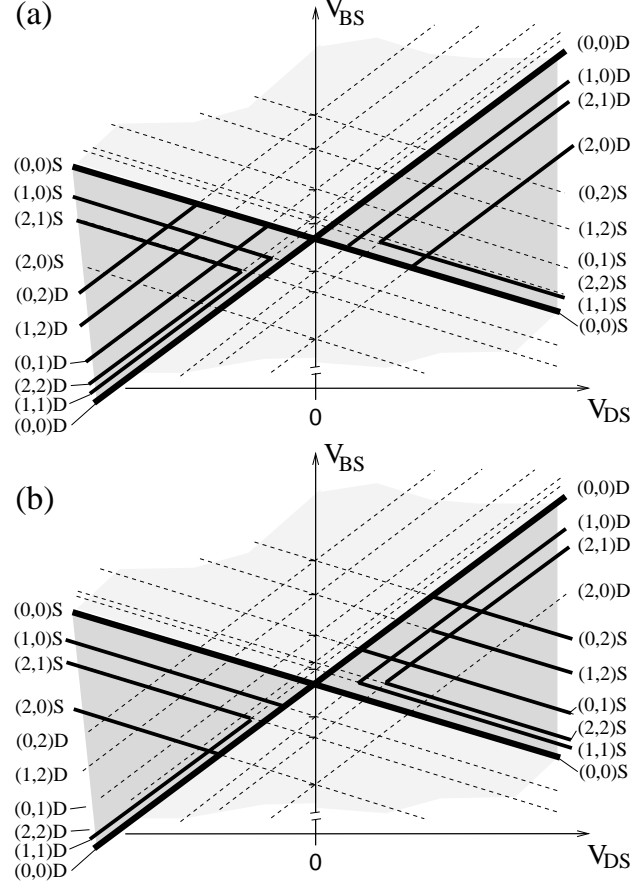 (a)
V_BS
(0,0)D
(1,0)D
(2,1)D
(2,0)D
(0,2)S
(1,2)S
(0,1)S
(2,2)S
(1,1)S
(0,0)S
(0,0)S
(1,0)S
(2,1)S
(2,0)S
(0,2)D
(1,2)D
(0,1)D
(2,2)D
(1,1)D
(0,0)D
0
V_DS
(b)
V_BS
(0,0)D
(1,0)D
(2,1)D
(2,0)D
(0,2)S
(1,2)S
(0,1)S
(2,2)S
(1,1)S
(0,0)S
(0,0)S
(1,0)S
(2,1)S
(2,0)S
(0,2)D
(1,2)D
(0,1)D
(2,2)D
(1,1)D
(0,0)D
0
V_DS